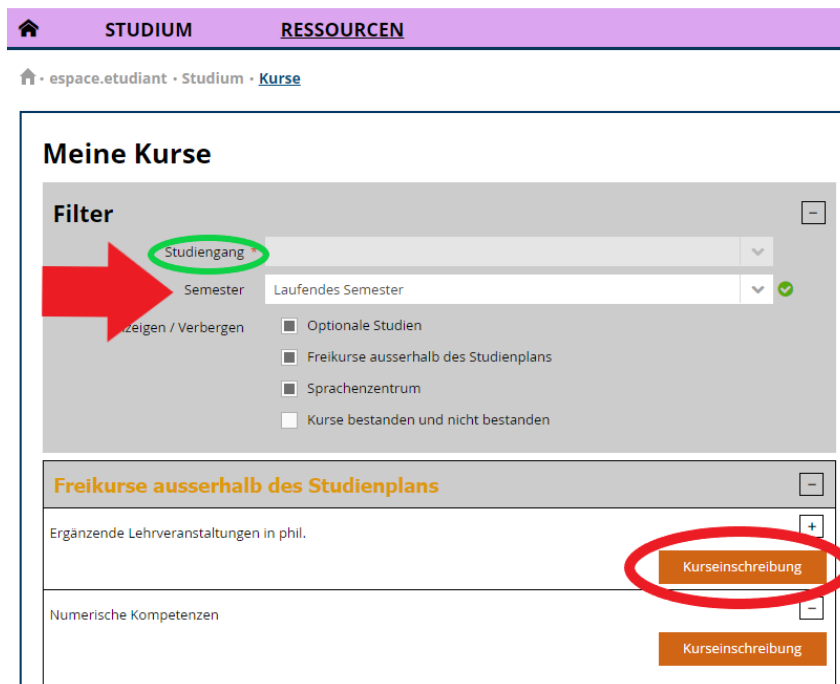 STUDIUM RESSOURCEN
espace.etudiant · Studium · Kurse
Meine Kurse
Filter
Studiengang *
Semester Laufendes Semester
zeigen / Verbergen Optionale Studien
Freikurse ausserhalb des Studienplans
Sprachenzentrum
Kurse bestanden und nicht bestanden
Freikurse ausserhalb des Studienplans
Ergänzende Lehrveranstaltungen in phil.
Kurseinschreibung
Numerische Kompetenzen
Kurseinschreibung